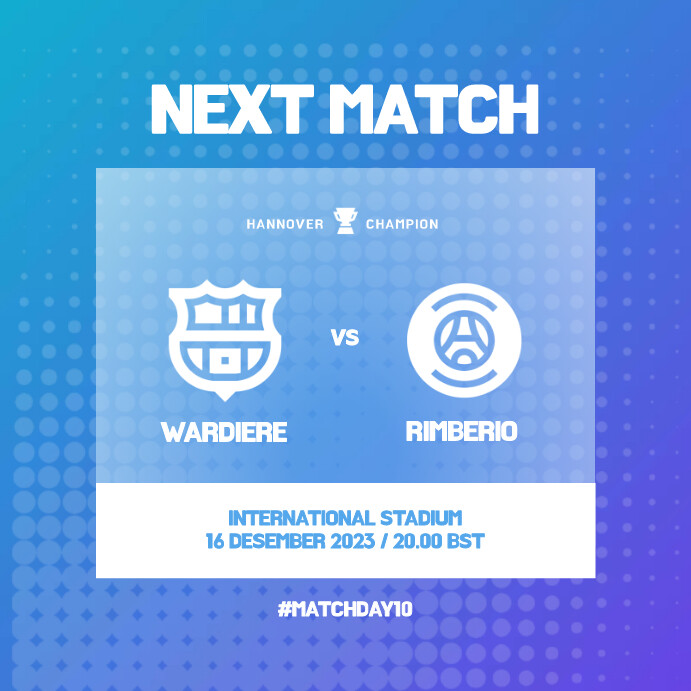 NEXT MATCH
HANNOVER CHAMPION
VS
WARDIERE RIMBERIO
INTERNATIONAL STADIUM
16 DESEMBER 2023 / 20.00 BST
#MATCHDAY10